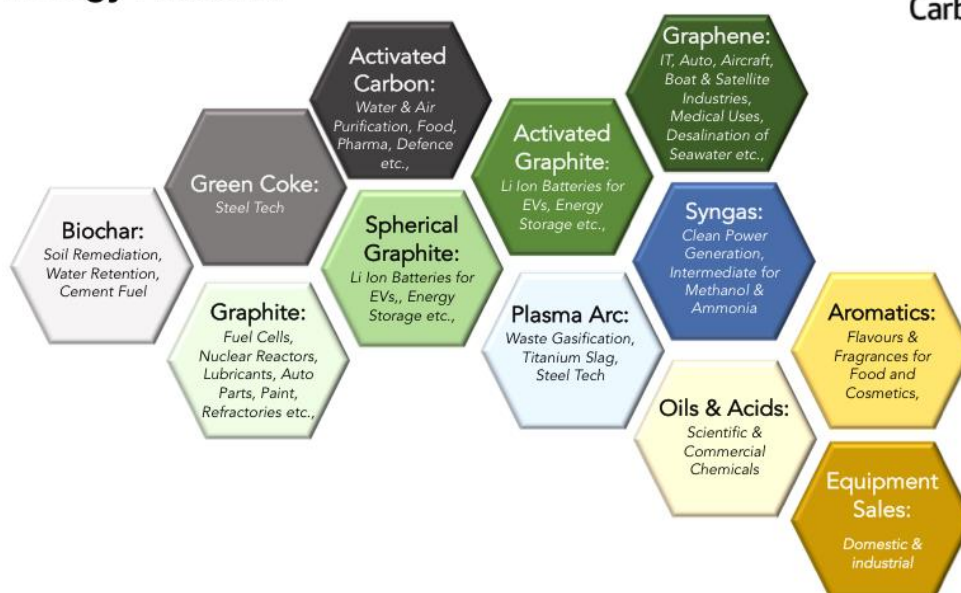 Carb
Activated
Carbon:
Water & Air
Purification, Food,
Pharma, Defence
etc.,
Graphene:
IT, Auto, Aircraft,
Boat & Satellite
Industries,
Medical Uses,
Desalination of
Seawater etc.,
Green Coke:
Steel Tech
Activated
Graphite:
Li Ion Batteries for
EVs, Energy
Storage etc.,
Biochar:
Soil Remediation,
Water Retention,
Cement Fuel
Spherical
Graphite:
Li Ion Batteries for
EVs,, Energy
Storage etc.,
Syngas:
Clean Power
Generation,
Intermediate for
Methanol &
Ammonia
Graphite:
Fuel Cells,
Nuclear Reactors,
Lubricants, Auto
Parts, Paint,
Refractories etc.,
Plasma Arc:
Waste Gasification,
Titanium Slag,
Steel Tech
Aromatics:
Flavours &
Fragrances for
Food and
Cosmetics,
Oils & Acids:
Scientific &
Commercial
Chemicals
Equipment
Sales:
Domestic &
industrial